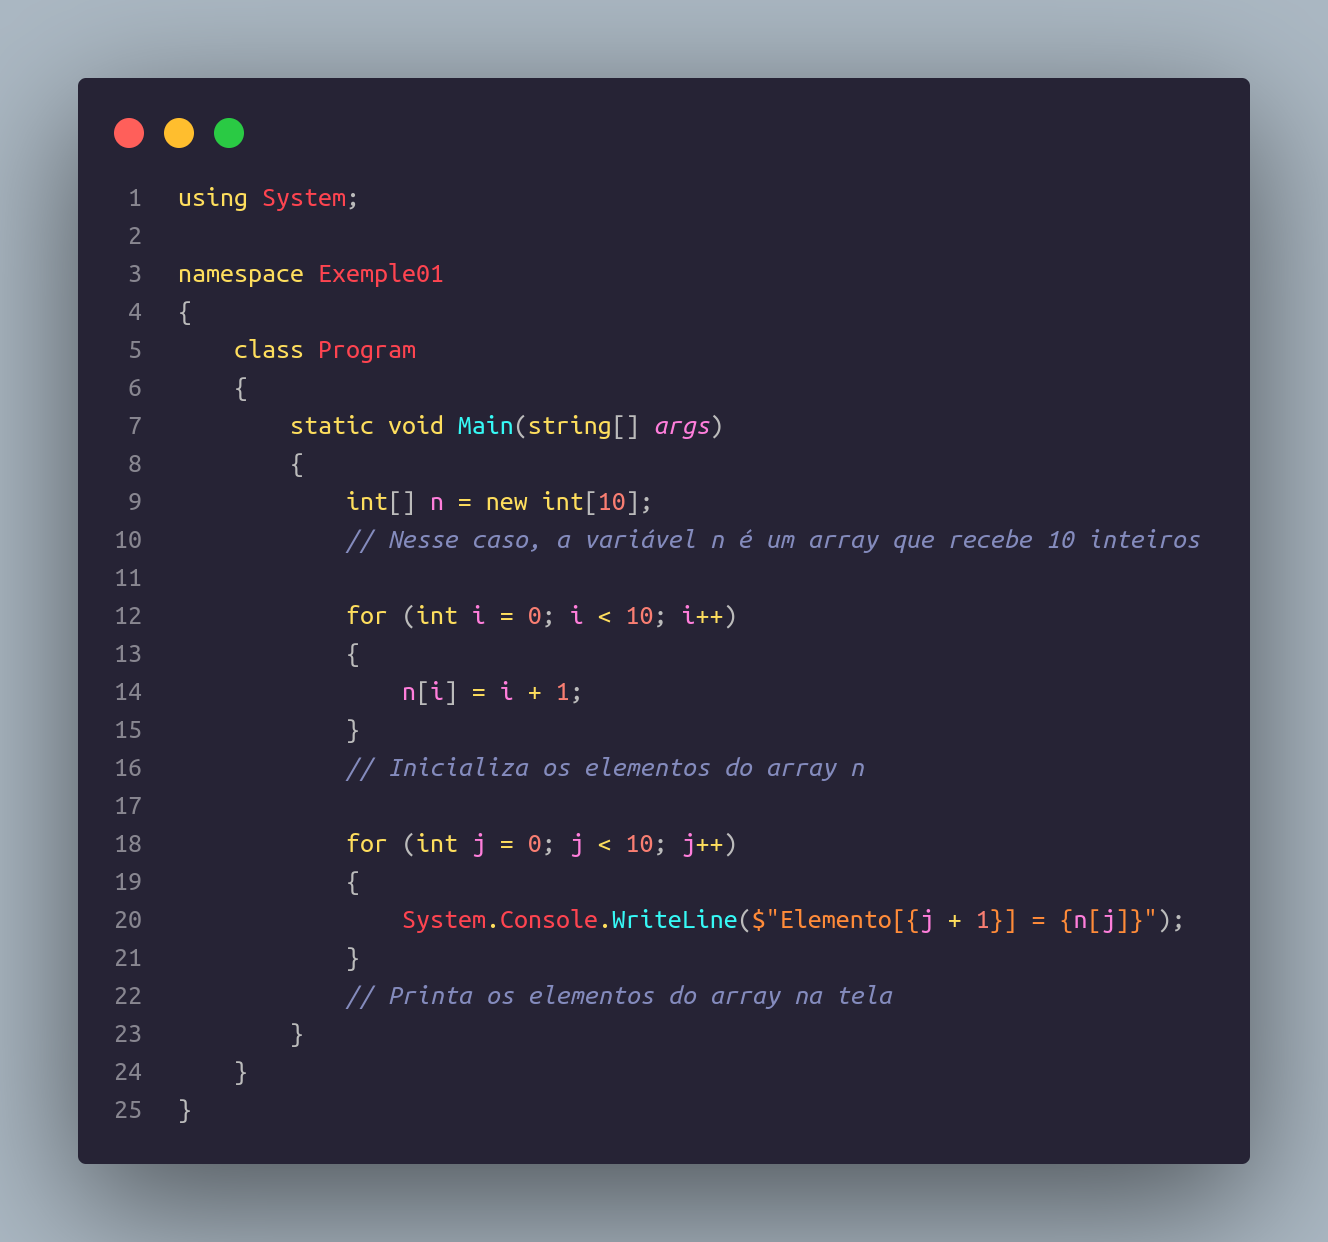 1 using System;
2
3 namespace Exemple01
4 {
5     class Program
6     {
7         static void Main(string[] args)
8         {
9             int[] n = new int[10];
10             // Nesse caso, a variável n é um array que recebe 10 inteiros
11
12             for (int i = 0; i < 10; i++)
13             {
14                 n[i] = i + 1;
15             }
16             // Inicializa os elementos do array n
17
18             for (int j = 0; j < 10; j++)
19             {
20                 System.Console.WriteLine($"Elemento[{j + 1}] = {n[j]}");
21             }
22             // Printa os elementos do array na tela
23         }
24     }
25 }